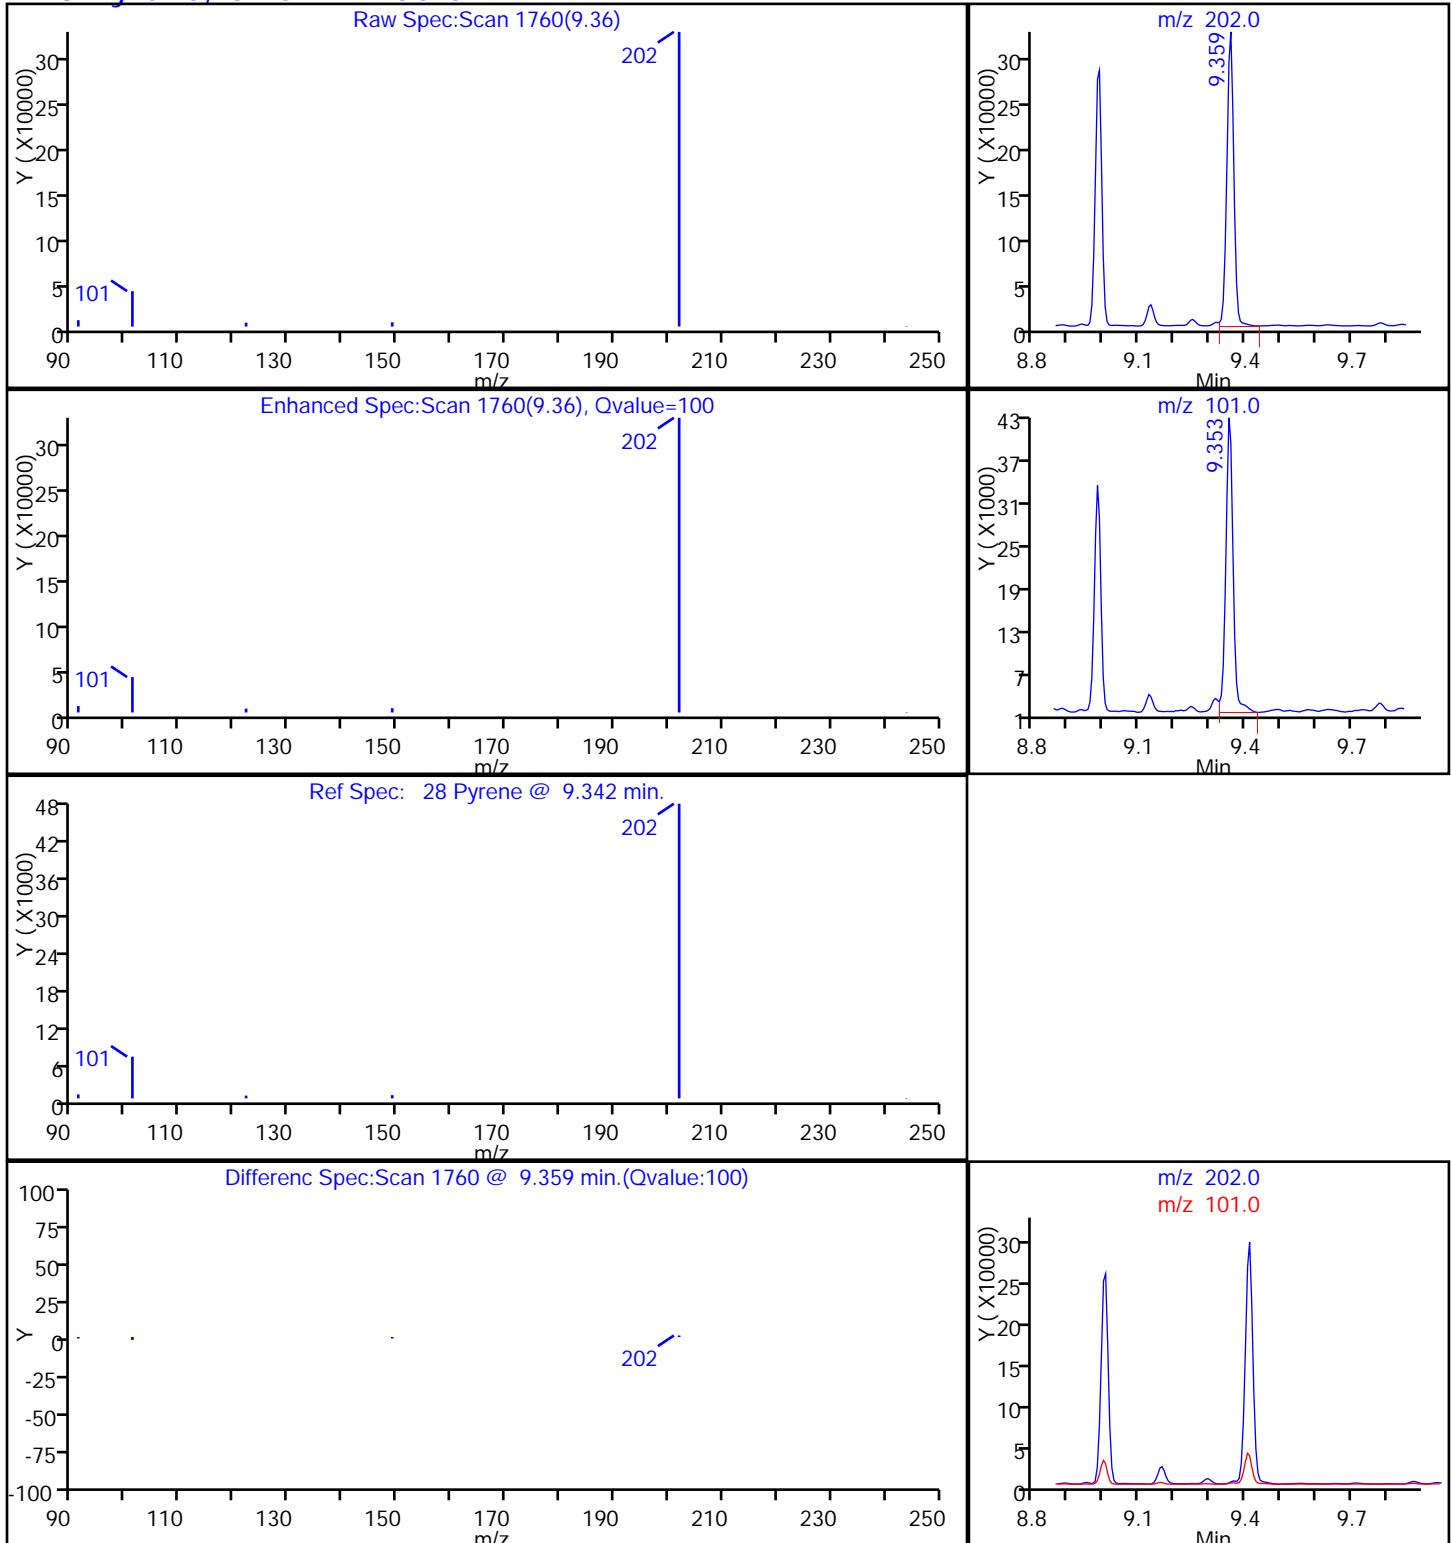 Raw Spec:Scan 1760(9.36)
Y ( X10000)
30
25
20
15
10
5
0
202
101
90 110 130 150 170 190 210 230 250
m/z
m/z 202.0
Y ( X10000)
30
25
20
15
10
5
0
9.359
8.8 9.1 9.4 9.7
Min
Enhanced Spec:Scan 1760(9.36), Qvalue=100
Y ( X10000)
30
25
20
15
10
5
0
202
101
90 110 130 150 170 190 210 230 250
m/z
m/z 101.0
Y ( X1000)
43
37
31
25
19
13
7
1
9.353
8.8 9.1 9.4 9.7
Min
Ref Spec: 28 Pyrene @ 9.342 min.
Y ( X1000)
48
42
36
30
24
18
12
6
0
202
101
90 110 130 150 170 190 210 230 250
m/z
Differenc Spec:Scan 1760 @ 9.359 min.(Qvalue:100)
Y
100
75
50
25
0
-25
-50
-75
-100
202
90 110 130 150 170 190 210 230 250
m/z
m/z 202.0
m/z 101.0
Y ( X10000)
30
25
20
15
10
5
0
8.8 9.1 9.4 9.7
Min